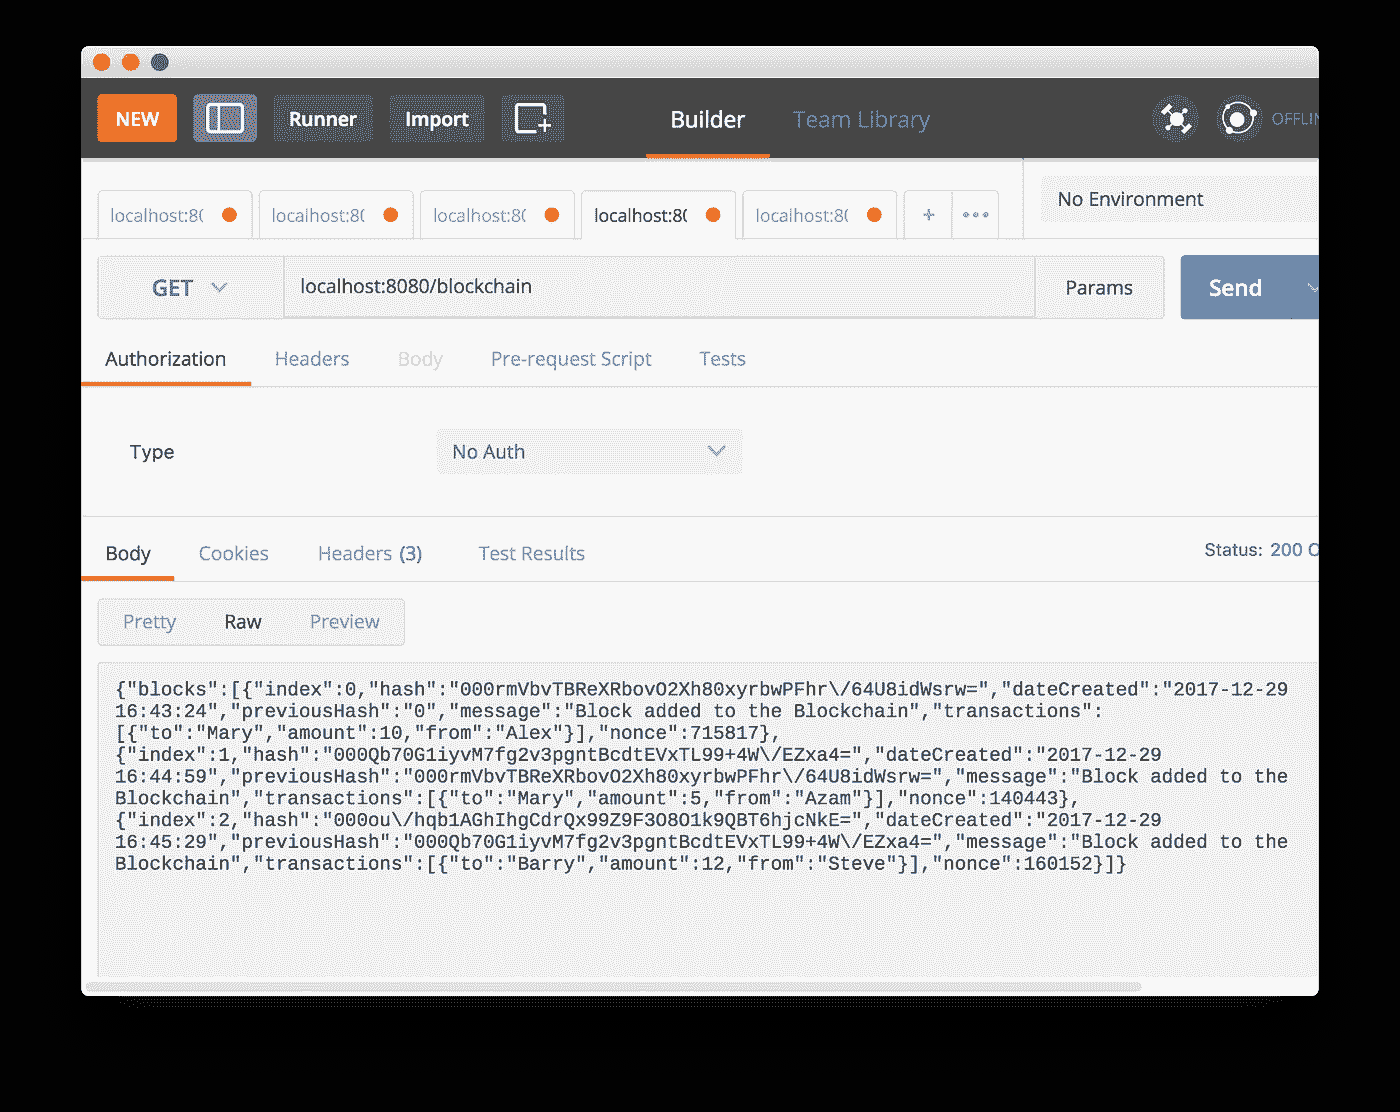 NEW Runner Import Builder Team Library OFFLIN
localhost:8( localhost:8( localhost:8( localhost:8( localhost:8( + No Environment
GET localhost:8080/blockchain Params Send
Authorization Headers Body Pre-request Script Tests
Type No Auth
Body Cookies Headers (3) Test Results Status: 200 O
Pretty Raw Preview
{"blocks":[{"index":0,"hash":"000rmVbvTBReXRbovO2Xh80xyrbwPFhr\/64U8idWsrw=","dateCreated":"2017-12-29
16:43:24","previousHash":"0","message":"Block added to the Blockchain","transactions":
[{"to":"Mary","amount":10,"from":"Alex"}],"nonce":715817},
{"index":1,"hash":"000Qb70G1iyvM7fg2v3pgntBcdtEVxTL99+4W\/EZxa4=","dateCreated":"2017-12-29
16:44:59","previousHash":"000rmVbvTBReXRbovO2Xh80xyrbwPFhr\/64U8idWsrw=","message":"Block added to the
Blockchain","transactions":[{"to":"Mary","amount":5,"from":"Azam"}],"nonce":140443},
{"index":2,"hash":"000ou\/hqb1AGhIhgCdrQx99Z9F3O8O1k9QBT6hjcNkE=","dateCreated":"2017-12-29
16:45:29","previousHash":"000Qb70G1iyvM7fg2v3pgntBcdtEVxTL99+4W\/EZxa4=","message":"Block added to the
Blockchain","transactions":[{"to":"Barry","amount":12,"from":"Steve"}],"nonce":160152}]}